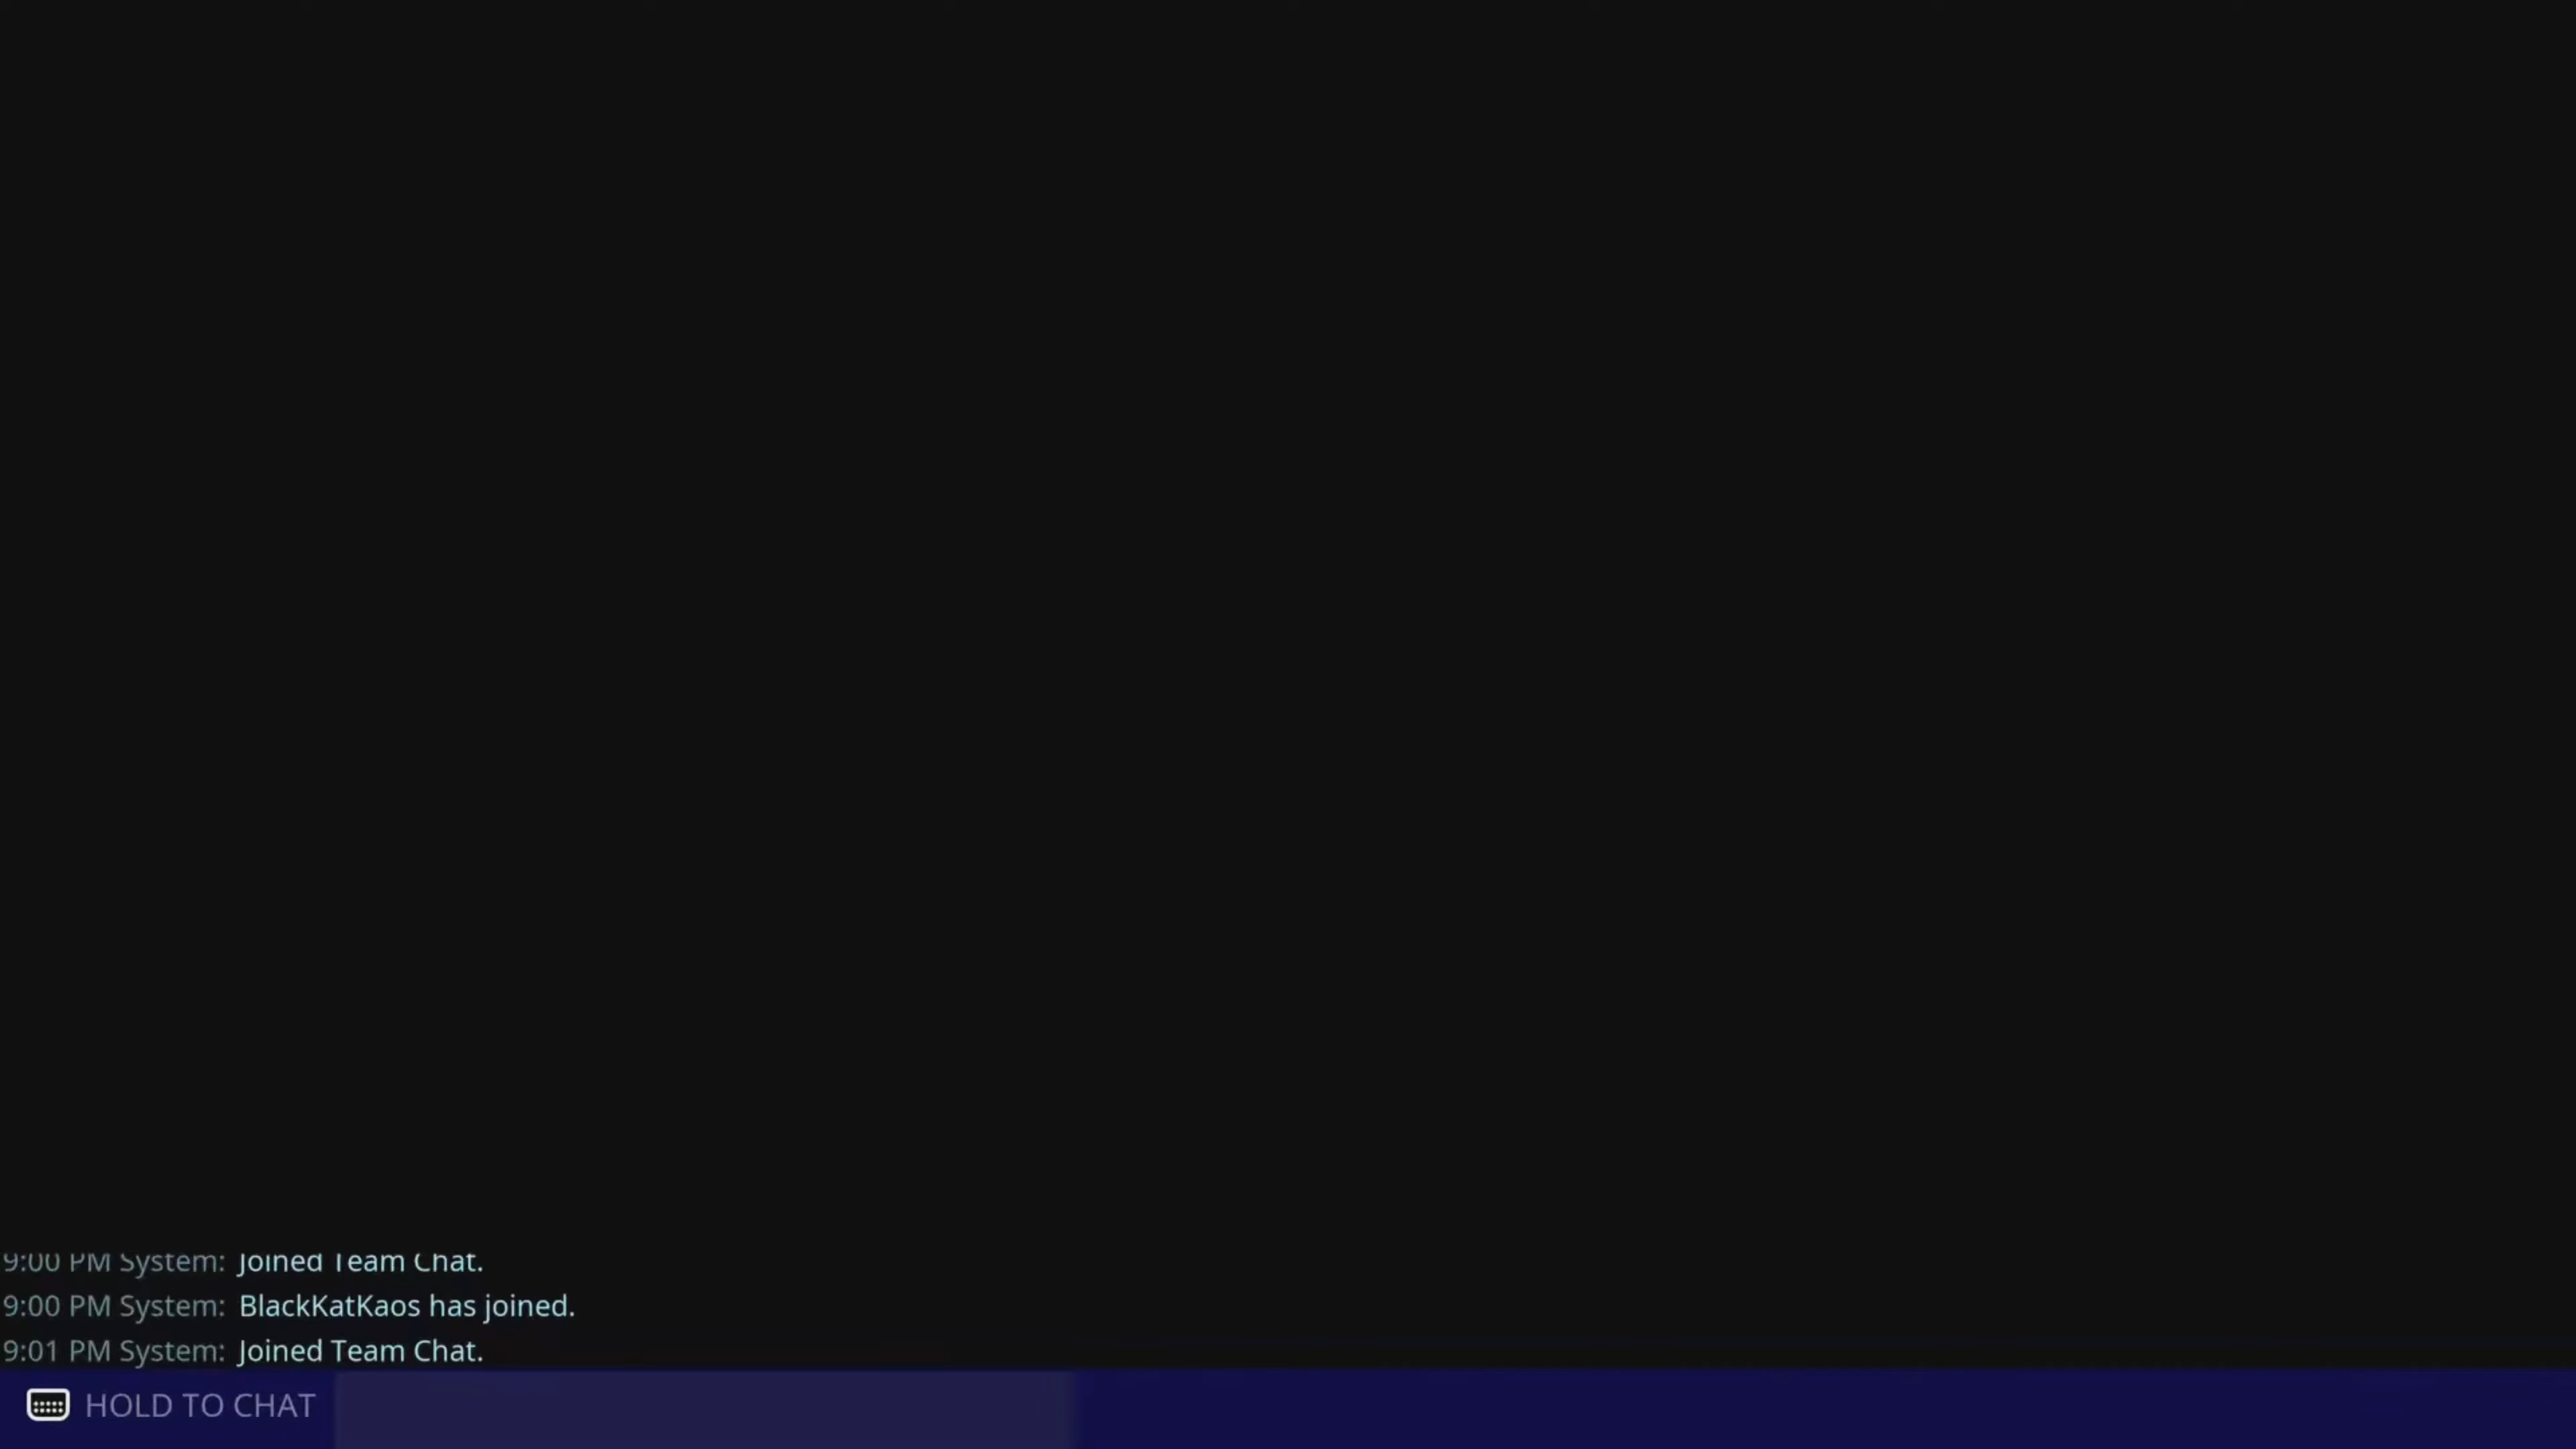 9:00 PM System: Joined Team Chat.
9:00 PM System: BlackKatKaos has joined.
9:01 PM System: Joined Team Chat.
HOLD TO CHAT